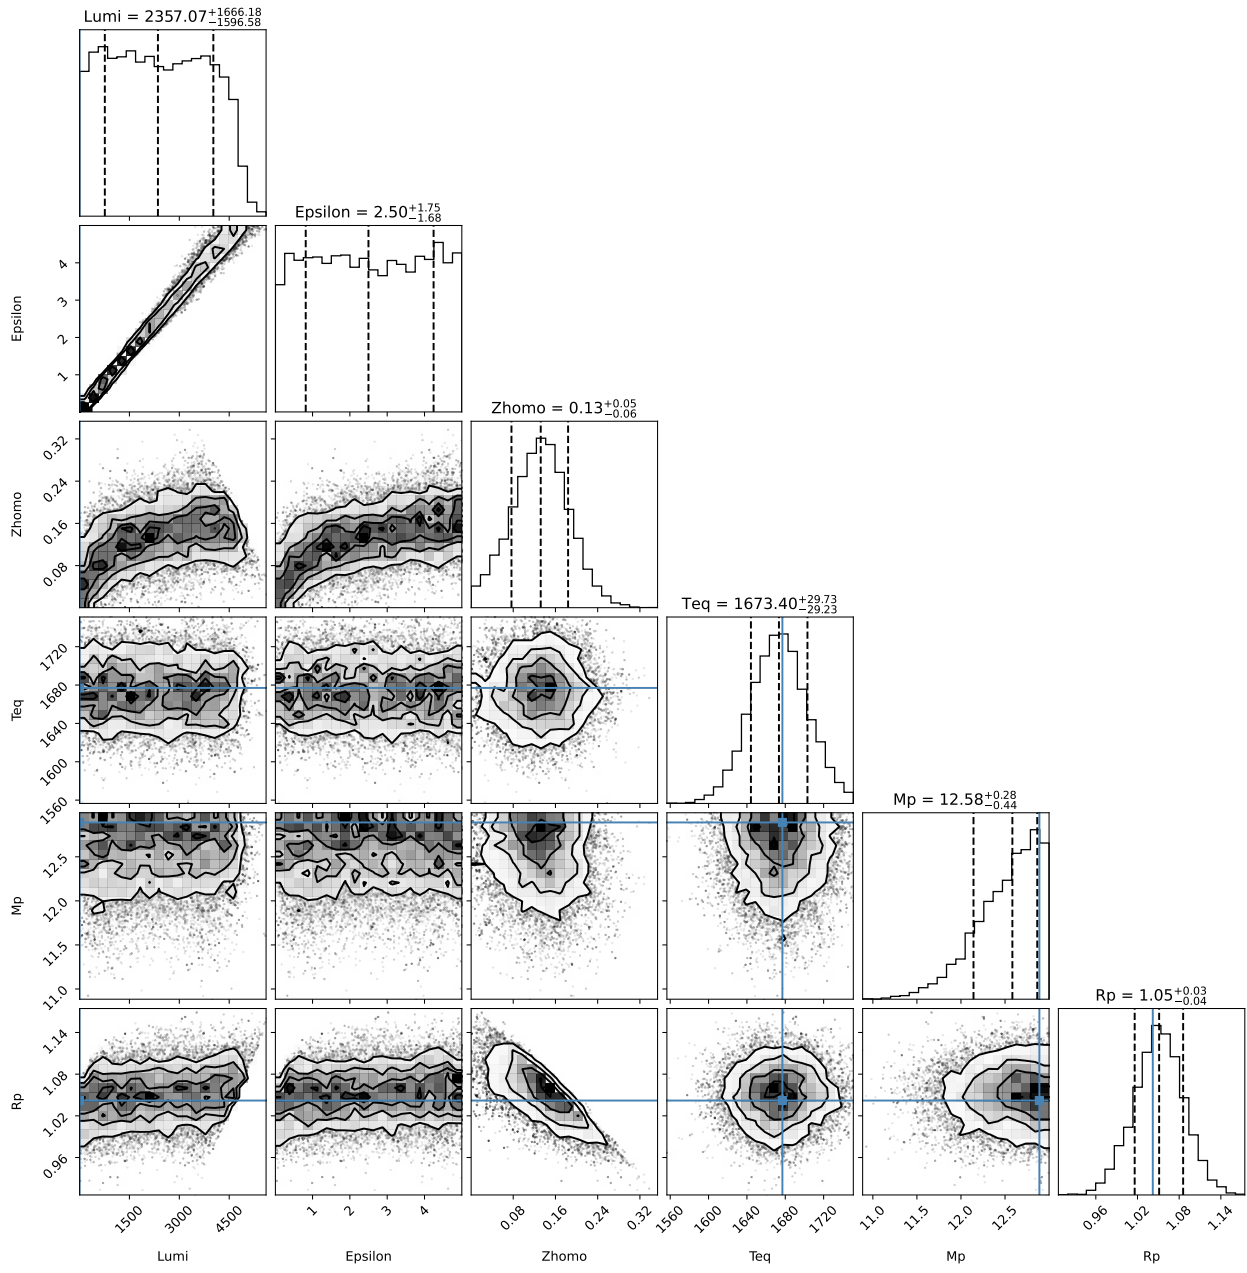 Lumi = 2357.07+1666.18 −1596.58
Epsilon = 2.50+1.75 −1.68
4
3
2
1
Epsilon
Zhomo = 0.13+0.05 −0.06
0.32
0.24
0.16
0.08
Zhomo
Teq = 1673.40+29.73 −29.23
1720
1680
1640
1600
1560
Teq
Mp = 12.58+0.28 −0.44
12.5
12.0
11.5
11.0
Mp
Rp = 1.05+0.03 −0.04
1.14
1.08
1.02
0.96
Rp
1500 3000 4500 1 2 3 4 0.08 0.16 0.24 0.32 1560 1600 1640 1680 1720 11.0 11.5 12.0 12.5 0.96 1.02 1.08 1.14
Lumi Epsilon Zhomo Teq Mp Rp